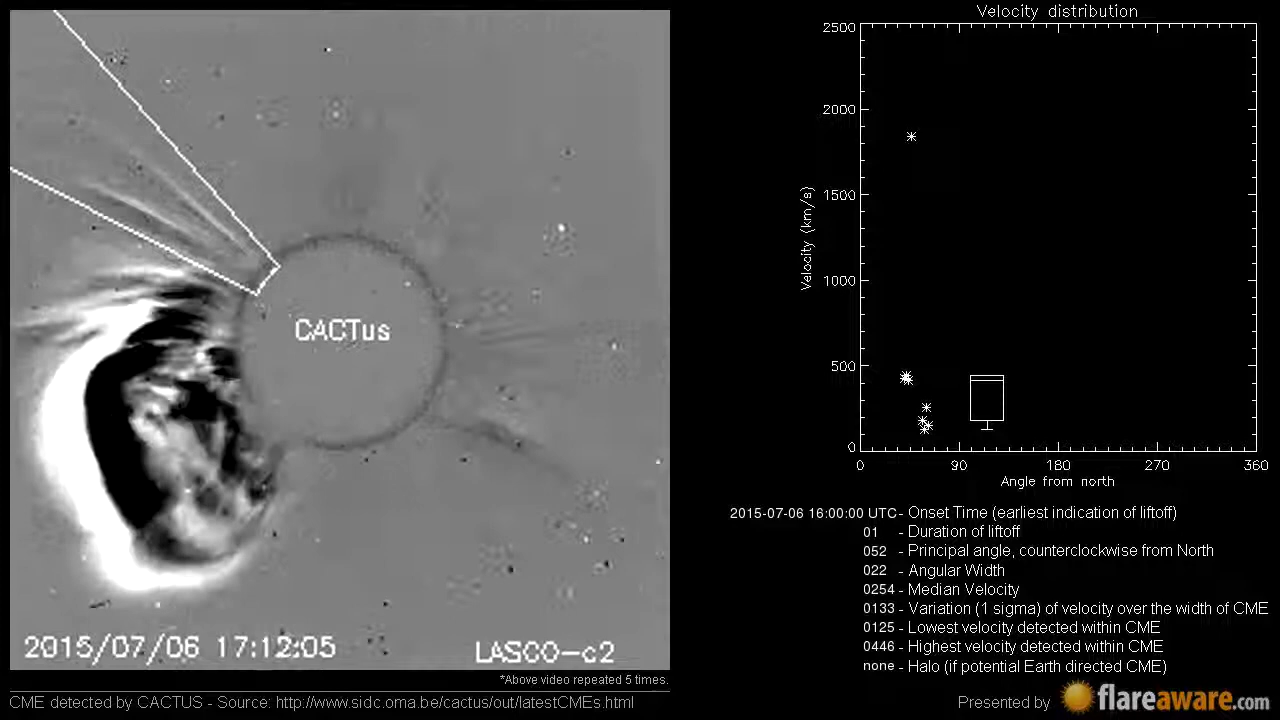 CACTus
2015/07/06 17:12:05
LASCO-c2
*Above video repeated 5 times.
CME detected by CACTUS - Source: http://www.sidc.oma.be/cactus/out/latestCMEs.html
Velocity distribution
Velocity (km/s)
2500
2000
1500
1000
500
0
0 90 180 270 360
Angle from north
2015-07-06 16:00:00 UTC - Onset Time (earliest indication of liftoff)
01 - Duration of liftoff
052 - Principal angle, counterclockwise from North
022 - Angular Width
0254 - Median Velocity
0133 - Variation (1 sigma) of velocity over the width of CME
0125 - Lowest velocity detected within CME
0446 - Highest velocity detected within CME
none - Halo (if potential Earth directed CME)
Presented by flareaware.com